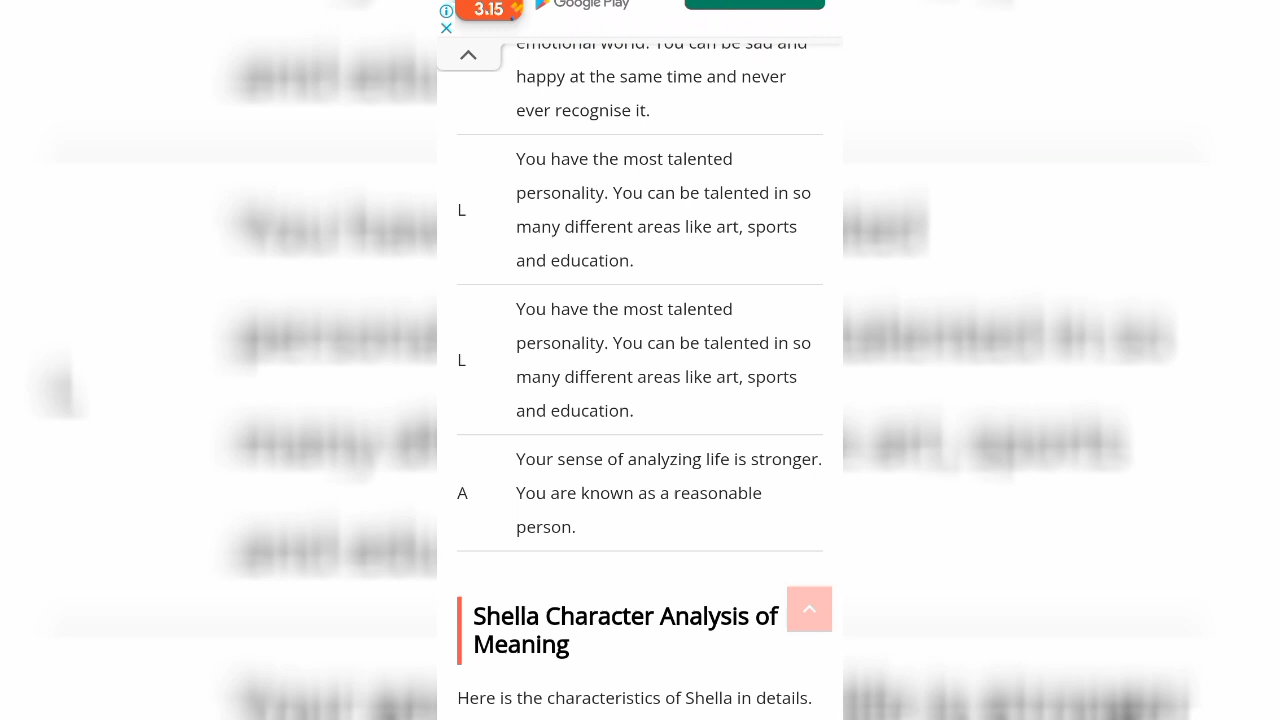 3.15
Google Play
emotional world. You can be sad and
happy at the same time and never
ever recognise it.
L
You have the most talented
personality. You can be talented in so
many different areas like art, sports
and education.
L
You have the most talented
personality. You can be talented in so
many different areas like art, sports
and education.
A
Your sense of analyzing life is stronger.
You are known as a reasonable
person.
Shella Character Analysis of
Meaning
Here is the characteristics of Shella in details.